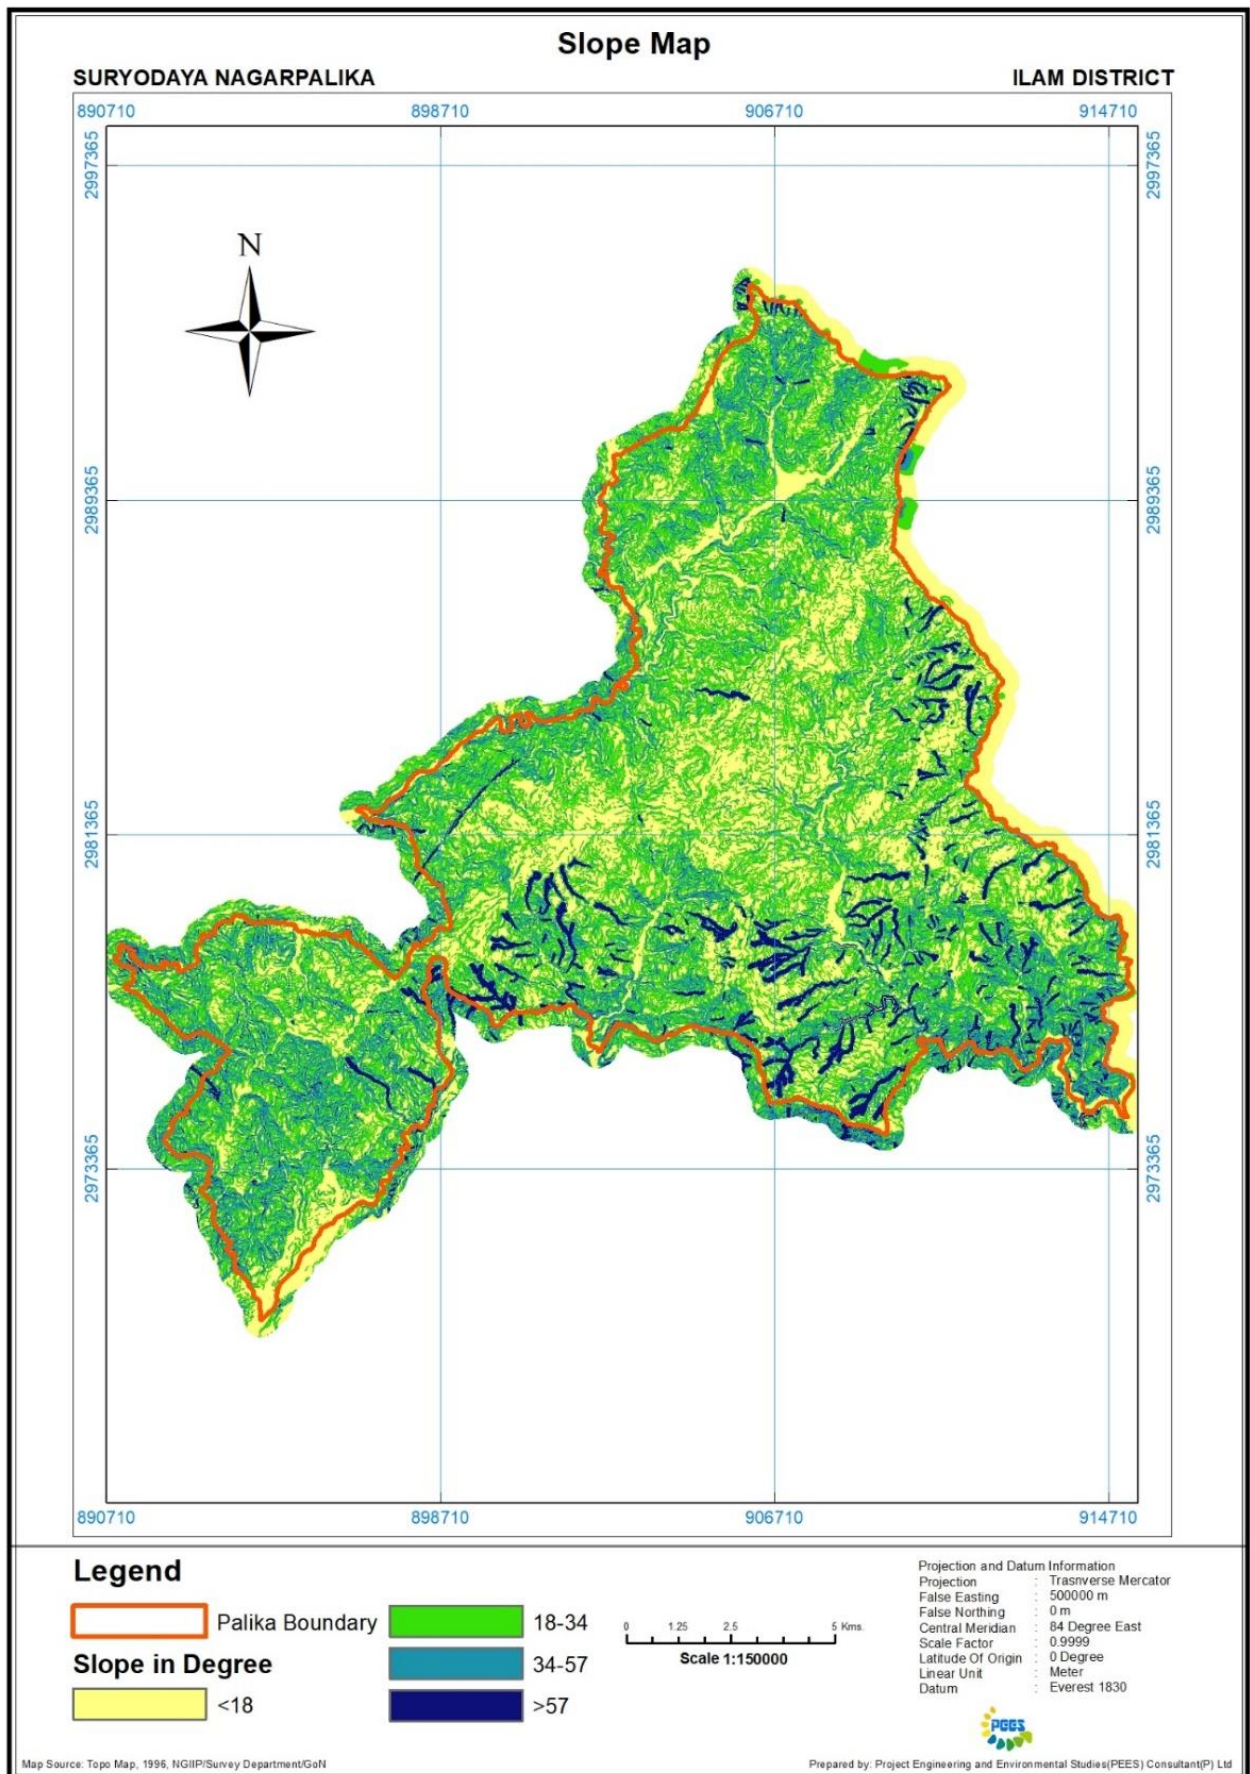 Slope Map
SURYODAYA NAGARPALIKA ILAM DISTRICT
890710 898710 906710 914710
2997365 2997365
N
2989365 2989365
2981365 2981365
2973365 2973365
890710 898710 906710 914710
Legend
Palika Boundary
Slope in Degree
<18
18-34
34-57
>57
0 1.25 2.5 5 Kms.
Scale 1:150000
Projection and Datum Information
Projection : Trasnverse Mercator
False Easting : 500000 m
False Northing : 0 m
Central Meridian : 84 Degree East
Scale Factor : 0.9999
Latitude Of Origin : 0 Degree
Linear Unit : Meter
Datum : Everest 1830
PEES
Map Source: Topo Map, 1996, NGIIP/Survey Department/GoN
Prepared by: Project Engineering and Environmental Studies(PEES) Consultant(P) Ltd